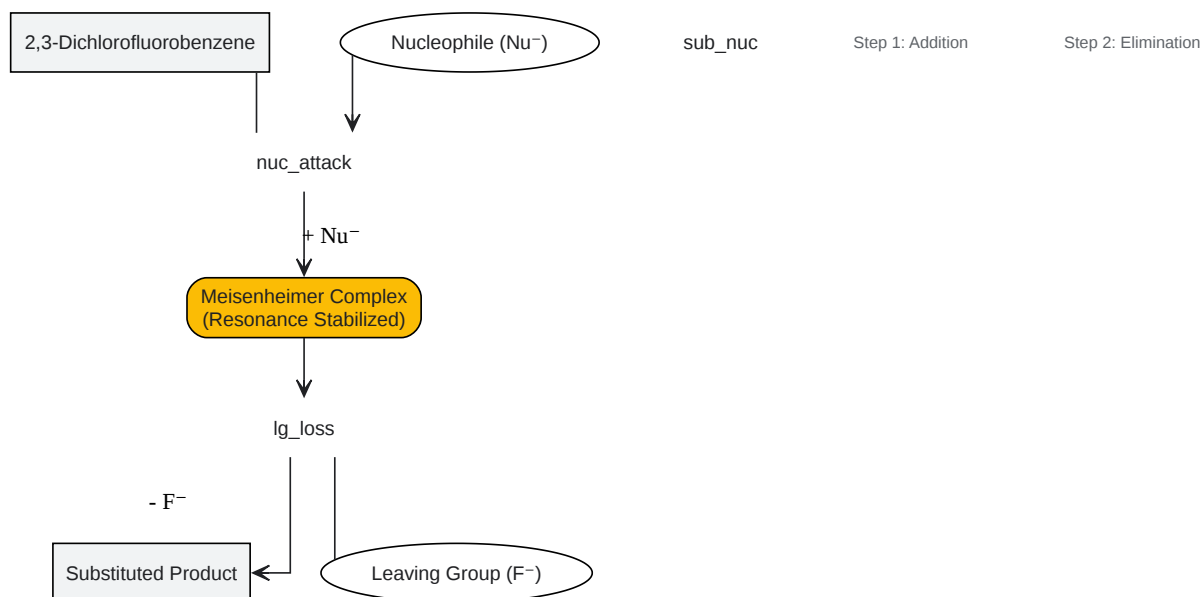 2,3-Dichlorofluorobenzene
Nucleophile (Nu⁻)
sub_nuc
Step 1: Addition
Step 2: Elimination
nuc_attack
+ Nu⁻
Meisenheimer Complex
(Resonance Stabilized)
lg_loss
- F⁻
Substituted Product
Leaving Group (F⁻)